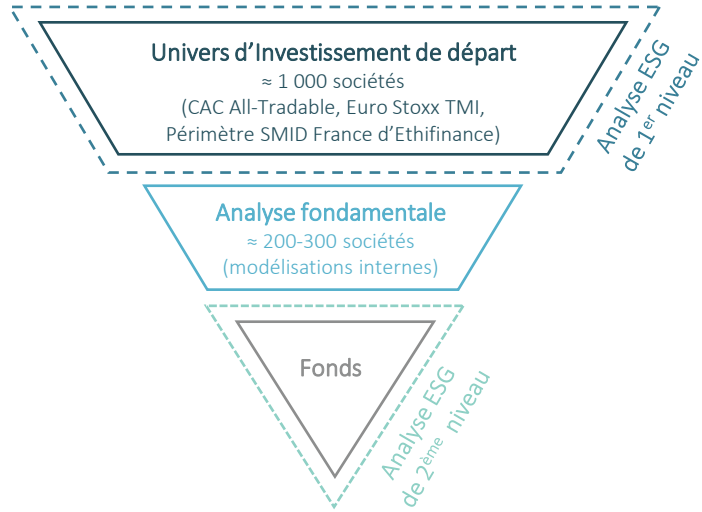 Univers d’Investissement de départ
≈ 1 000 sociétés
(CAC All-Tradable, Euro Stoxx TMI,
Périmètre SMID France d’Ethifinance)
Analyse ESG
de 1er niveau
Analyse fondamentale
≈ 200-300 sociétés
(modélisations internes)
Fonds
Analyse ESG
de 2ème niveau